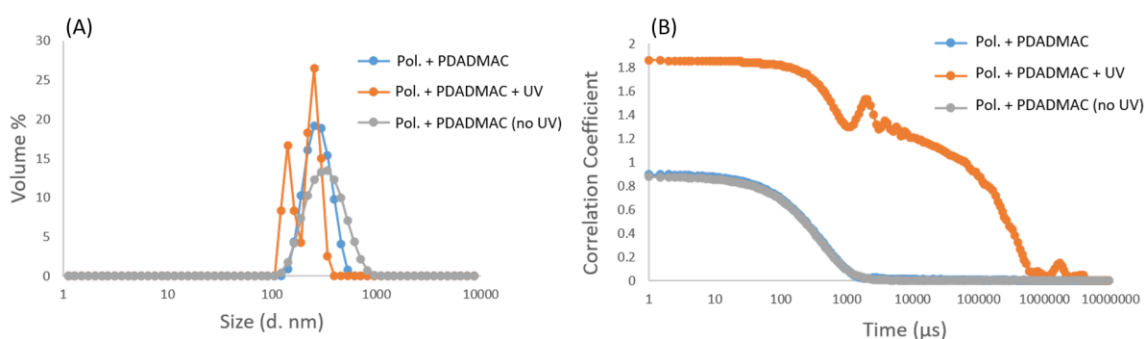 (A)
30
25
20
15
10
5
0
Volume %
1 10 100 1000 10000
Size (d. nm)
Pol. + PDADMAC
Pol. + PDADMAC + UV
Pol. + PDADMAC (no UV)
(B)
2
1.8
1.6
1.4
1.2
1
0.8
0.6
0.4
0.2
0
Correlation Coefficient
1 10 100 1000 10000 100000 1000000 10000000
Time (µs)
Pol. + PDADMAC
Pol. + PDADMAC + UV
Pol. + PDADMAC (no UV)